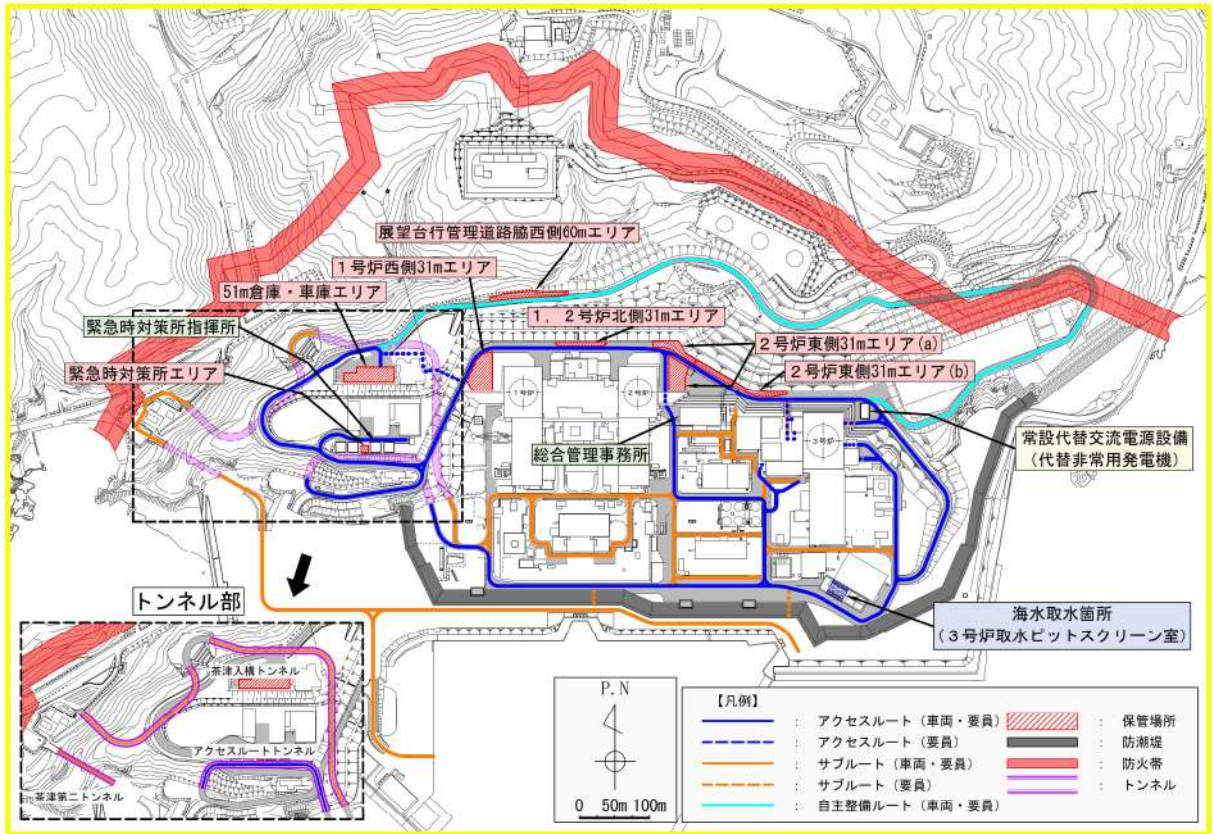 展望台行管理道路脇西側60mエリア
1号炉西側31mエリア
51m倉庫・車庫エリア
1，2号炉北側31mエリア
緊急時対策所指揮所
2号炉東側31mエリア(a)
緊急時対策所エリア
2号炉東側31mエリア(b)
1号炉
2号炉
3号炉
総合管理事務所
常設代替交流電源設備
(代替非常用発電機)
トンネル部
海水取水箇所
(3号炉取水ピットスクリーン室)
茶津入構トンネル
アクセスルートトンネル
茶津第二トンネル
P.N
0 50m 100m
【凡例】
： アクセスルート（車両・要員）
： アクセスルート（要員）
： サブルート（車両・要員）
： サブルート（要員）
： 自主整備ルート（車両・要員）
： 保管場所
： 防潮堤
： 防火帯
： トンネル